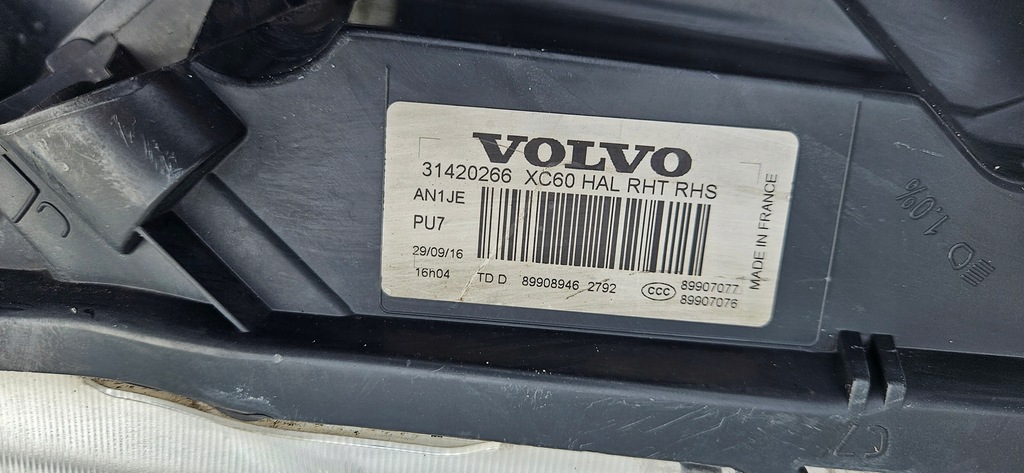 VOLVO
31420266 XC60 HAL RHT RHS
AN1JE
PU7
29/09/16
16h04
TD D 89908946 2792
CCC
89907077
89907076
MADE IN FRANCE
1,0%
C7